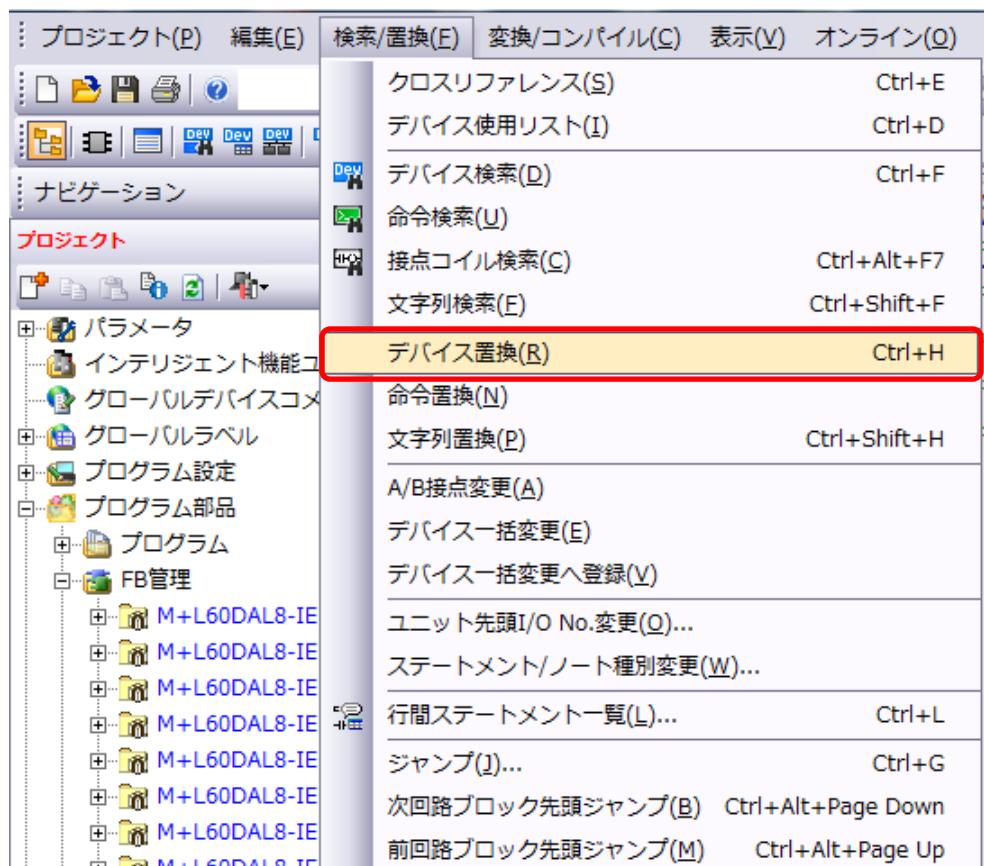 プロジェクト(P) 編集(E) 検索/置換(F) 変換/コンパイル(C) 表示(V) オンライン(O)
クロスリファレンス(S) Ctrl+E
デバイス使用リスト(I) Ctrl+D
デバイス検索(D) Ctrl+F
命令検索(U)
接点コイル検索(C) Ctrl+Alt+F7
文字列検索(F) Ctrl+Shift+F
デバイス置換(R) Ctrl+H
命令置換(N)
文字列置換(P) Ctrl+Shift+H
A/B接点変更(A)
デバイス一括変更(E)
デバイス一括変更へ登録(V)
ユニット先頭I/O No.変更(O)...
ステートメント/ノート種別変更(W)...
行間ステートメント一覧(L)... Ctrl+L
ジャンプ(J)... Ctrl+G
次回路ブロック先頭ジャンプ(B) Ctrl+Alt+Page Down
前回路ブロック先頭ジャンプ(M) Ctrl+Alt+Page Up
ナビゲーション
プロジェクト
パラメータ
インテリジェント機能ユ
グローバルデバイスコメ
グローバルラベル
プログラム設定
プログラム部品
プログラム
FB管理
M+L60DAL8-IE
M+L60DAL8-IE
M+L60DAL8-IE
M+L60DAL8-IE
M+L60DAL8-IE
M+L60DAL8-IE
M+L60DAL8-IE
M+L60DAL8-IE